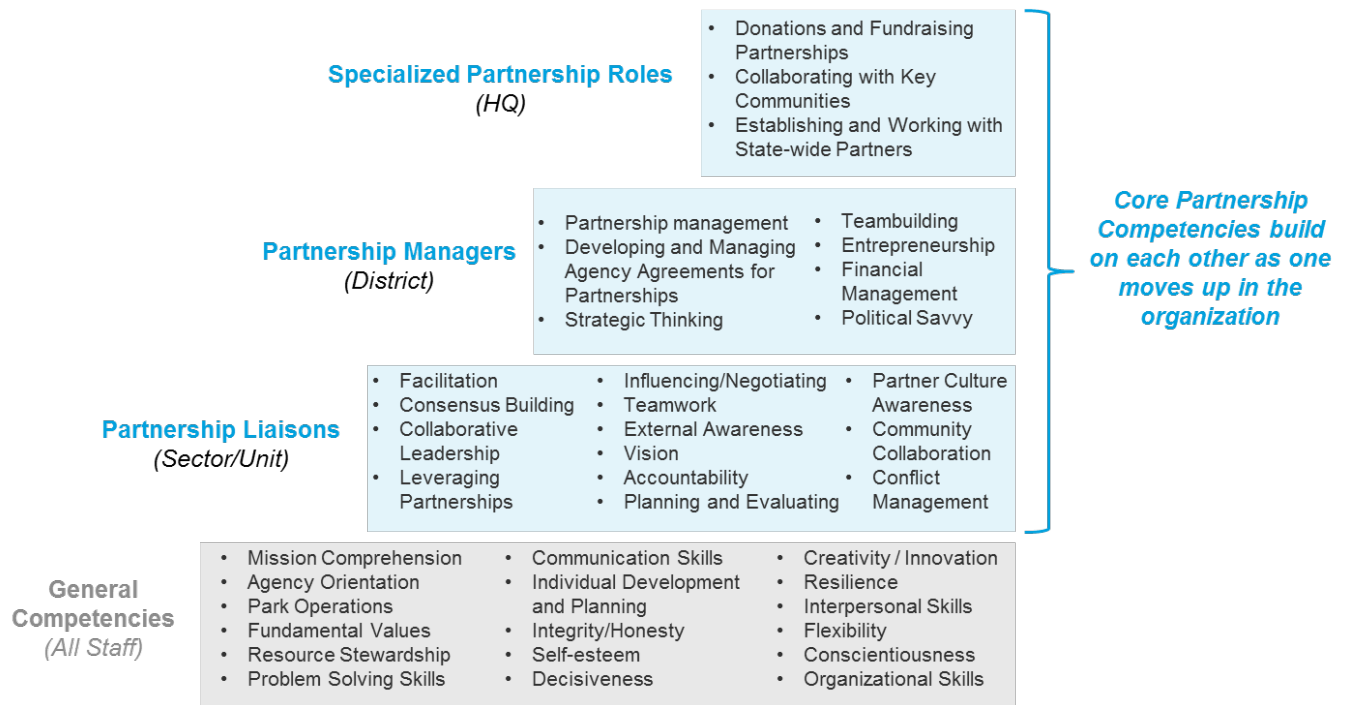 Specialized Partnership Roles
(HQ)
• Donations and Fundraising
Partnerships
• Collaborating with Key
Communities
• Establishing and Working with
State-wide Partners
Partnership Managers
(District)
• Partnership management
• Developing and Managing
Agency Agreements for
Partnerships
• Strategic Thinking
• Teambuilding
• Entrepreneurship
• Financial
Management
• Political Savvy
Partnership Liaisons
(Sector/Unit)
• Facilitation
• Consensus Building
• Collaborative
Leadership
• Leveraging
Partnerships
• Influencing/Negotiating
• Teamwork
• External Awareness
• Vision
• Accountability
• Planning and Evaluating
• Partner Culture
Awareness
• Community
Collaboration
• Conflict
Management
General
Competencies
(All Staff)
• Mission Comprehension
• Agency Orientation
• Park Operations
• Fundamental Values
• Resource Stewardship
• Problem Solving Skills
• Communication Skills
• Individual Development
and Planning
• Integrity/Honesty
• Self-esteem
• Decisiveness
• Creativity / Innovation
• Resilience
• Interpersonal Skills
• Flexibility
• Conscientiousness
• Organizational Skills
Core Partnership
Competencies build
on each other as one
moves up in the
organization